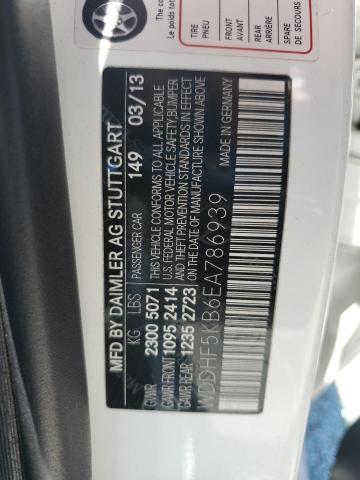 Le poids tot
TIRE
PNEU
FRONT
AVANT
REAR
ARRIÈRE
SPARE
DE SECOURS
MFD BY DAIMLER AG STUTTGART
149 03/13
PASSENGER CAR
KG LBS
GVWR 2300 5071
GAWR FRONT 1095 2414
GAWR REAR 1235 2723
THIS VEHICLE CONFORMS TO ALL APPLICABLE
U.S. FEDERAL MOTOR VEHICLE SAFETY, BUMPER
AND THEFT PREVENTION STANDARDS IN EFFECT
ON THE DATE OF MANUFACTURE SHOWN ABOVE
WDDHF5KB6EA786939
MADE IN GERMANY